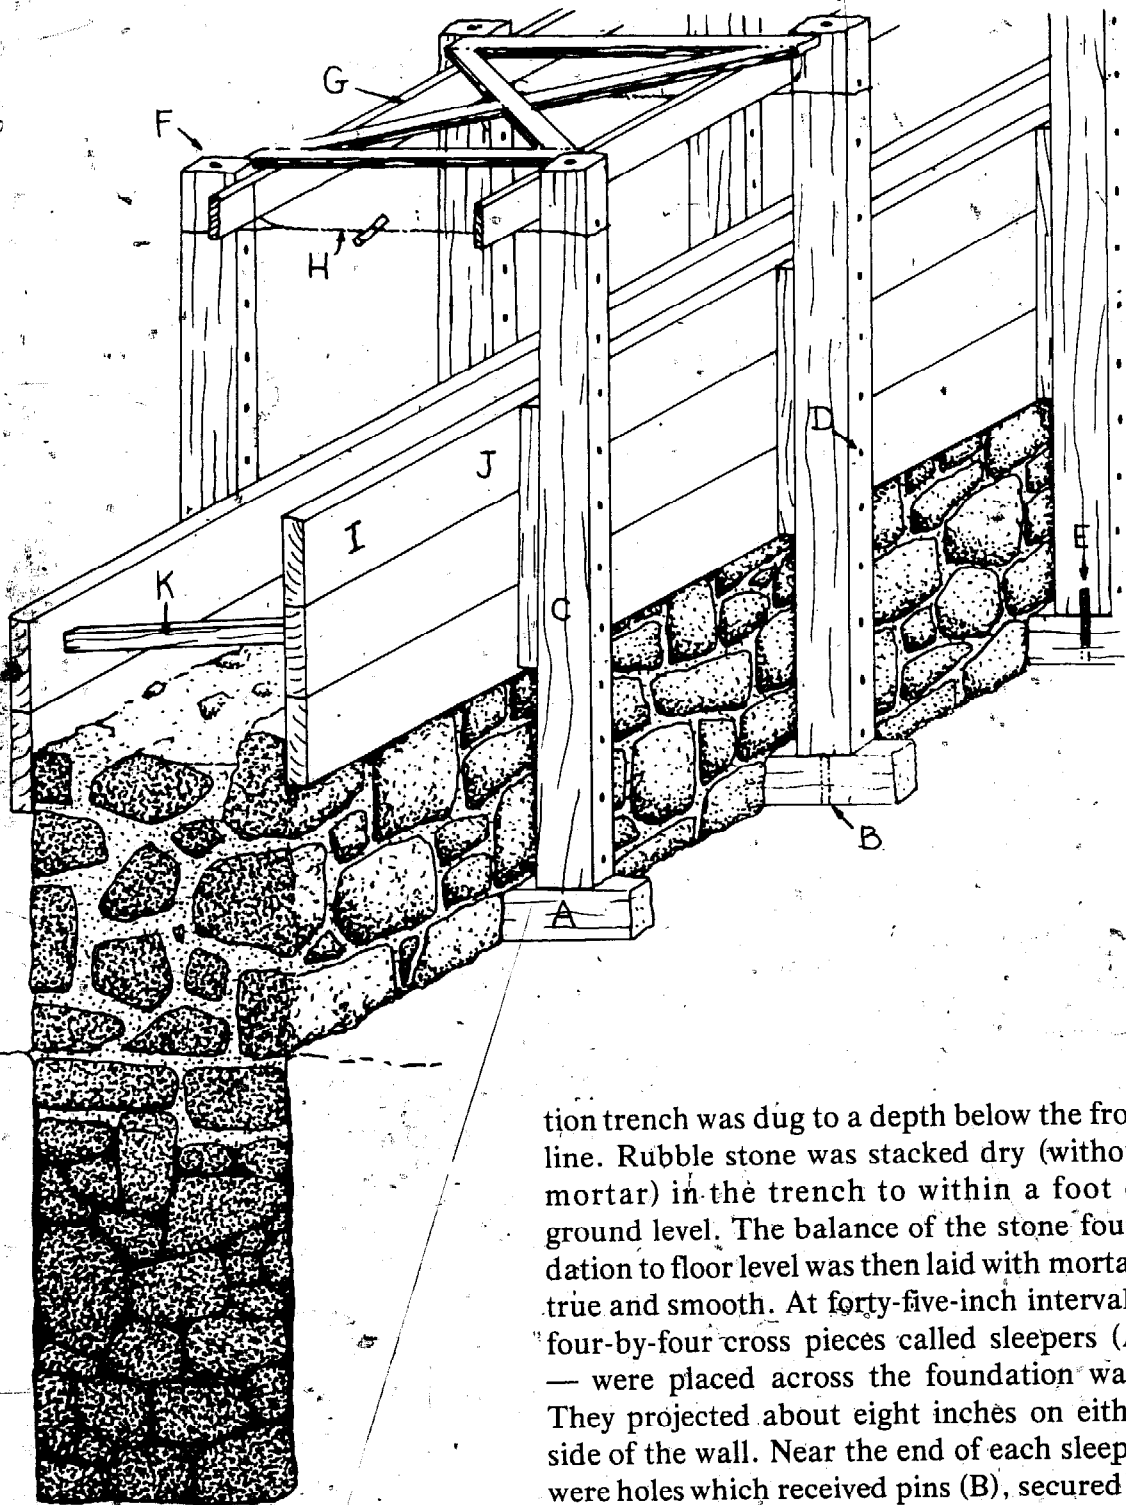 G
F
H
D
J
I
E
K
C
B
A
tion trench was dug to a depth below the fro
line. Rubble stone was stacked dry (witho
mortar) in the trench to within a foot
ground level. The balance of the stone fou
dation to floor level was then laid with morta
true and smooth. At forty-five-inch interval
four-by-four cross pieces called sleepers (
— were placed across the foundation wa
They projected about eight inches on eith
side of the wall. Near the end of each sleep
were holes which received pins (B), secured